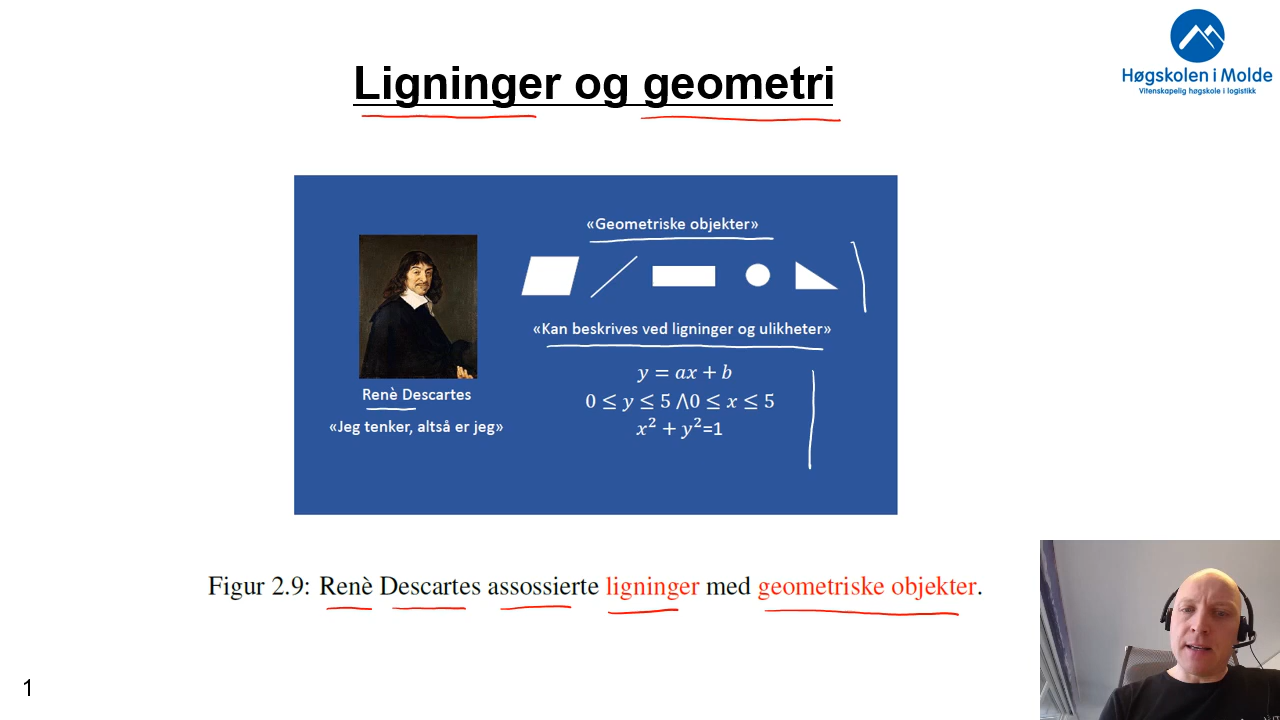 Høgskolen i Molde
Vitenskapelig høgskole i logistikk
Ligninger og geometri
«Geometriske objekter»
«Kan beskrives ved ligninger og ulikheter»
y = ax + b
0 ≤ y ≤ 5 ⋀0 ≤ x ≤ 5
x² + y²=1
Renè Descartes
«Jeg tenker, altså er jeg»
Figur 2.9: Renè Descartes assossierte ligninger med geometriske objekter.
1